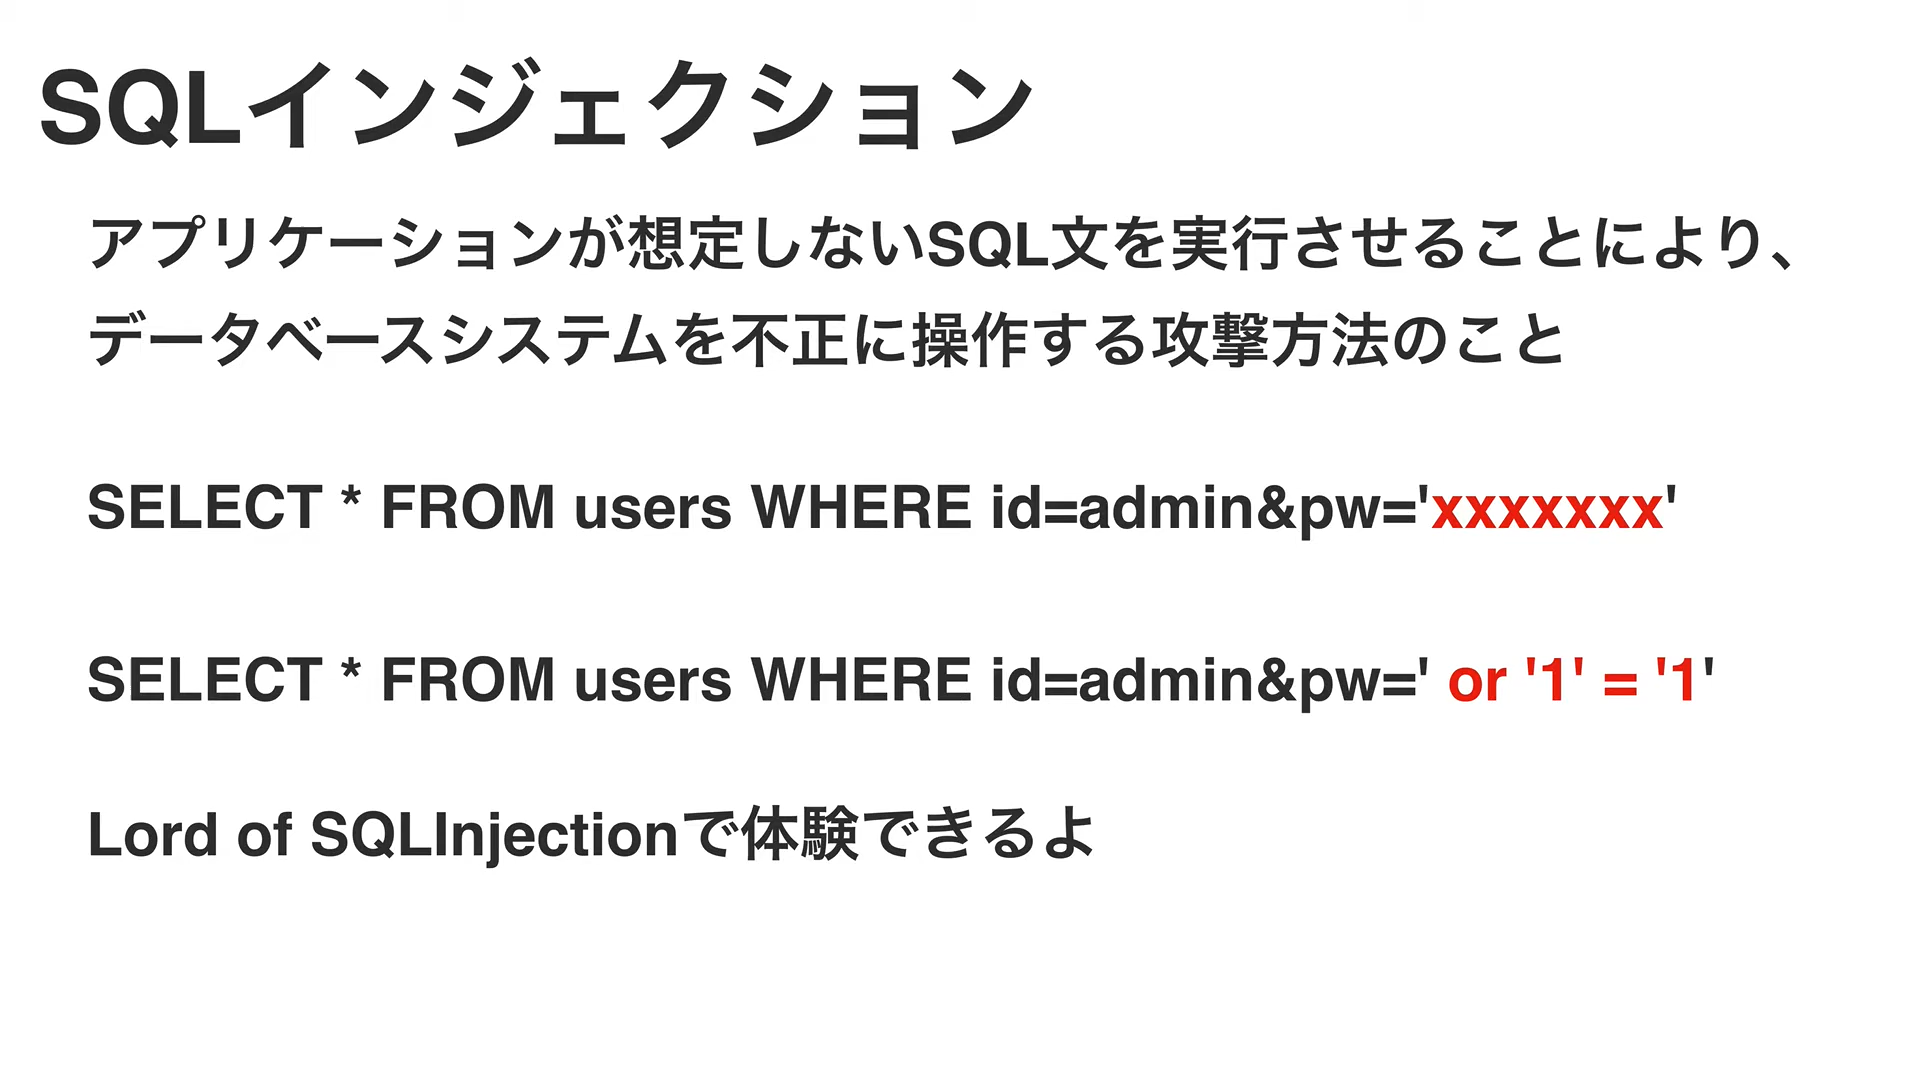 SQLインジェクション
アプリケーションが想定しないSQL文を実行させることにより、
データベースシステムを不正に操作する攻撃方法のこと
SELECT * FROM users WHERE id=admin&pw='xxxxxxx'
SELECT * FROM users WHERE id=admin&pw=' or '1' = '1'
Lord of SQLInjectionで体験できるよ